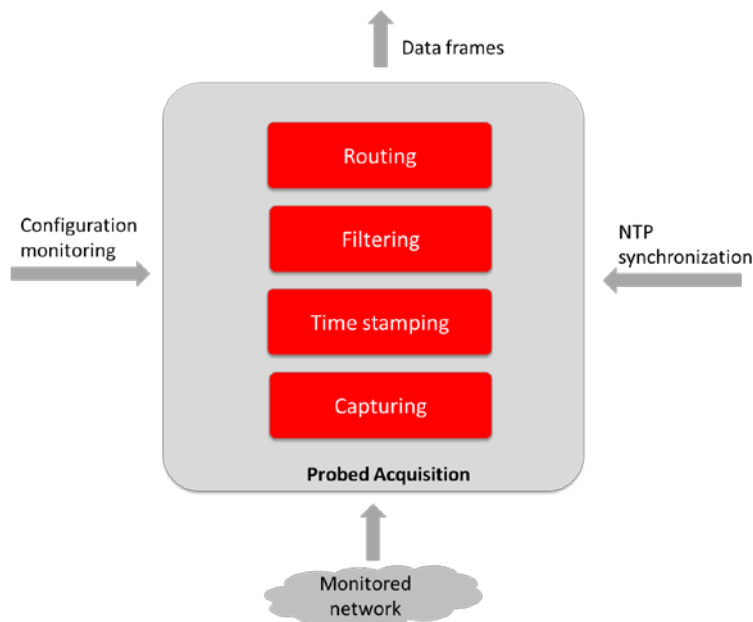 Data frames
Routing
Configuration
monitoring
Filtering
NTP
synchronization
Time stamping
Capturing
Probed Acquisition
Monitored
network